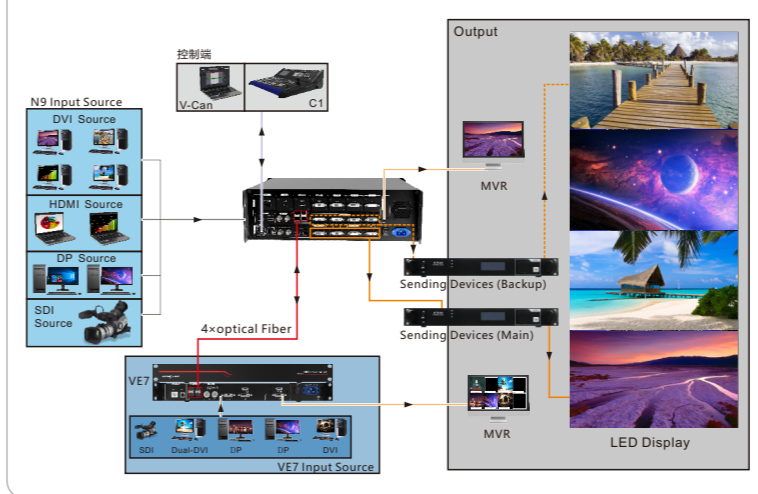 Output
控制端
V-Can
C1
N9 Input Source
DVI Source
HDMI Source
DP Source
SDI
Source
MVR
Sending Devices (Backup)
Sending Devices (Main)
4×optical Fiber
VE7
MVR
SDI
Dual-DVI
DP
DP
DVI
VE7 Input Source
LED Display